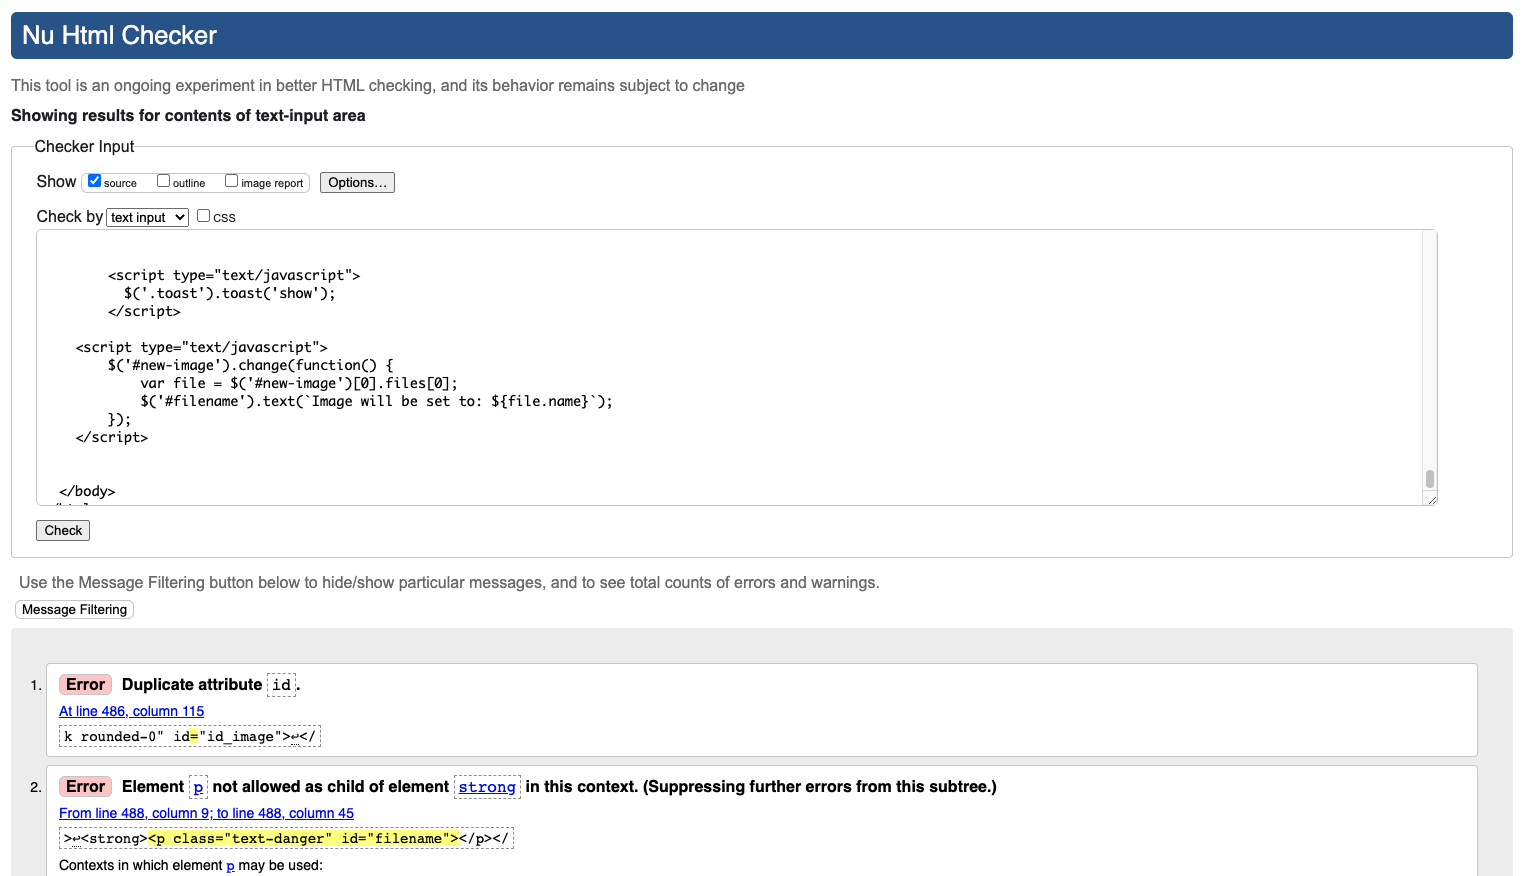 Nu Html Checker
This tool is an ongoing experiment in better HTML checking, and its behavior remains subject to change
Showing results for contents of text-input area
Checker Input
Show source outline image report Options...
Check by text input css
<script type="text/javascript">
$('.toast').toast('show');
</script>
<script type="text/javascript">
$('#new-image').change(function() {
var file = $('#new-image')[0].files[0];
$('#filename').text(`Image will be set to: ${file.name}`);
});
</script>
</body>
Check
Use the Message Filtering button below to hide/show particular messages, and to see total counts of errors and warnings.
Message Filtering
1. Error Duplicate attribute id.
At line 486, column 115
k rounded-0" id="id_image">↩</
2. Error Element p not allowed as child of element strong in this context. (Suppressing further errors from this subtree.)
From line 488, column 9; to line 488, column 45
>↩<strong><p class="text-danger" id="filename"></p></
Contexts in which element p may be used: